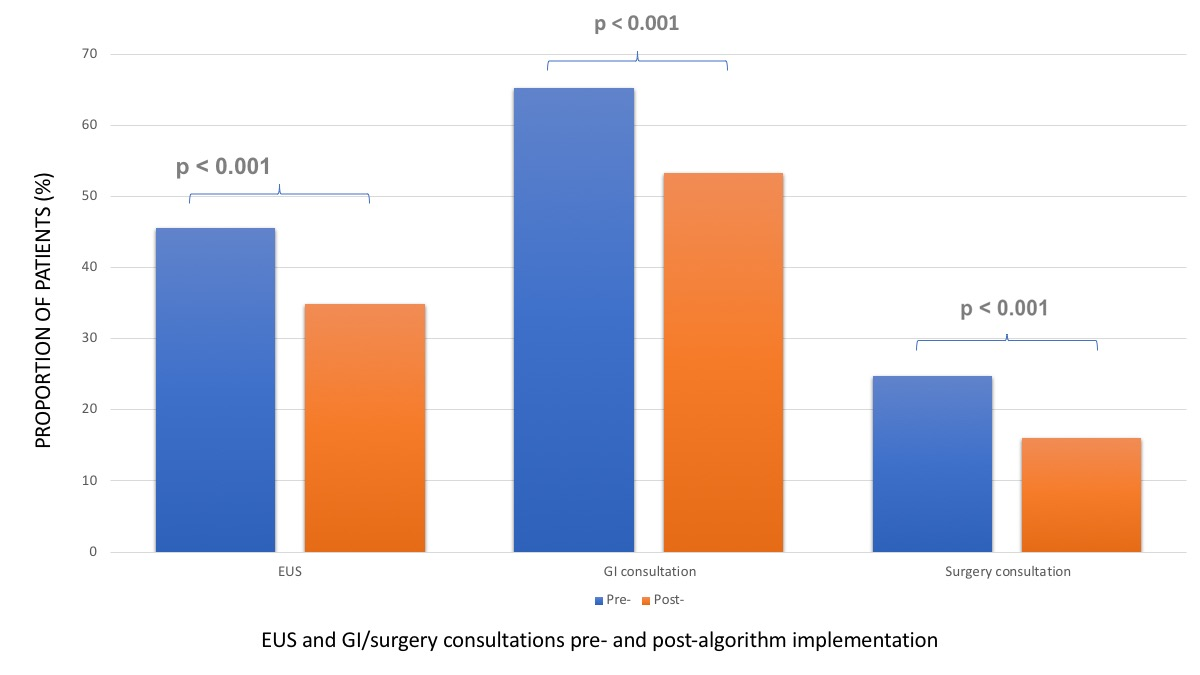 p < 0.001
70
60
p < 0.001
50
40
p < 0.001
30
20
10
0
PROPORTION OF PATIENTS (%)
EUS
GI consultation
Surgery consultation
Pre- Post-
EUS and GI/surgery consultations pre- and post-algorithm implementation